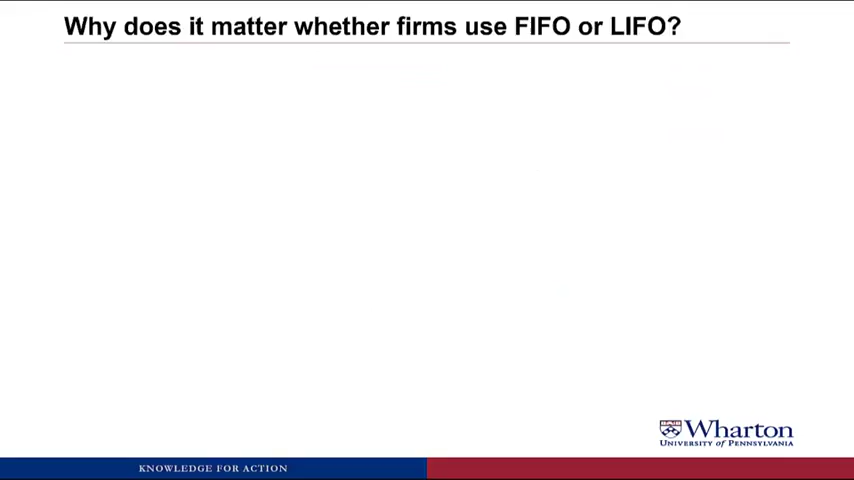 Why does it matter whether firms use FIFO or LIFO?
Wharton
UNIVERSITY OF PENNSYLVANIA
KNOWLEDGE FOR ACTION